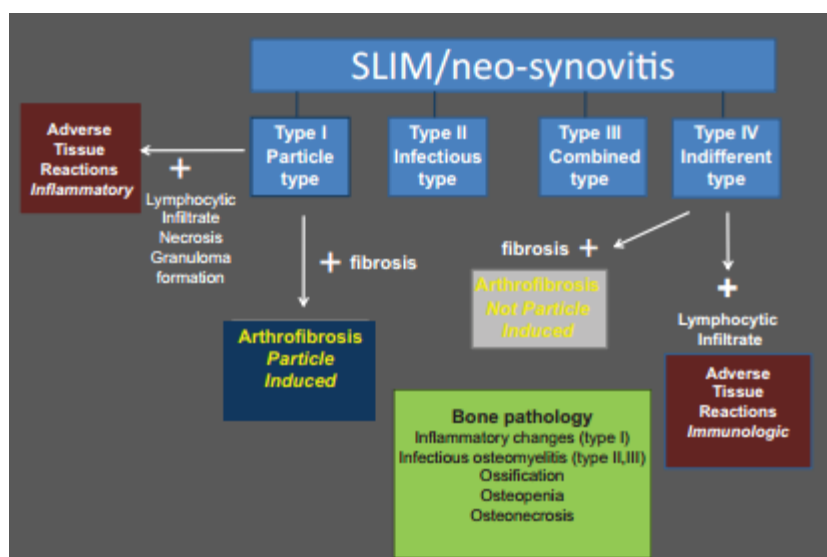 SLIM/neo-synovitis
Adverse
Tissue
Reactions
Inflammatory
Type I
Particle
type
Type II
Infectious
type
Type III
Combined
type
Type IV
Indifferent
type
+
Lymphocytic
Infiltrate
Necrosis
Granuloma
formation
+ fibrosis
fibrosis +
+
Lymphocytic
Infiltrate
Arthrofibrosis
Particle
Induced
Arthrofibrosis
Not Particle
Induced
Adverse
Tissue
Reactions
Immunologic
Bone pathology
Inflammatory changes (type I)
Infectious osteomyelitis (type II,III)
Ossification
Osteopenia
Osteonecrosis